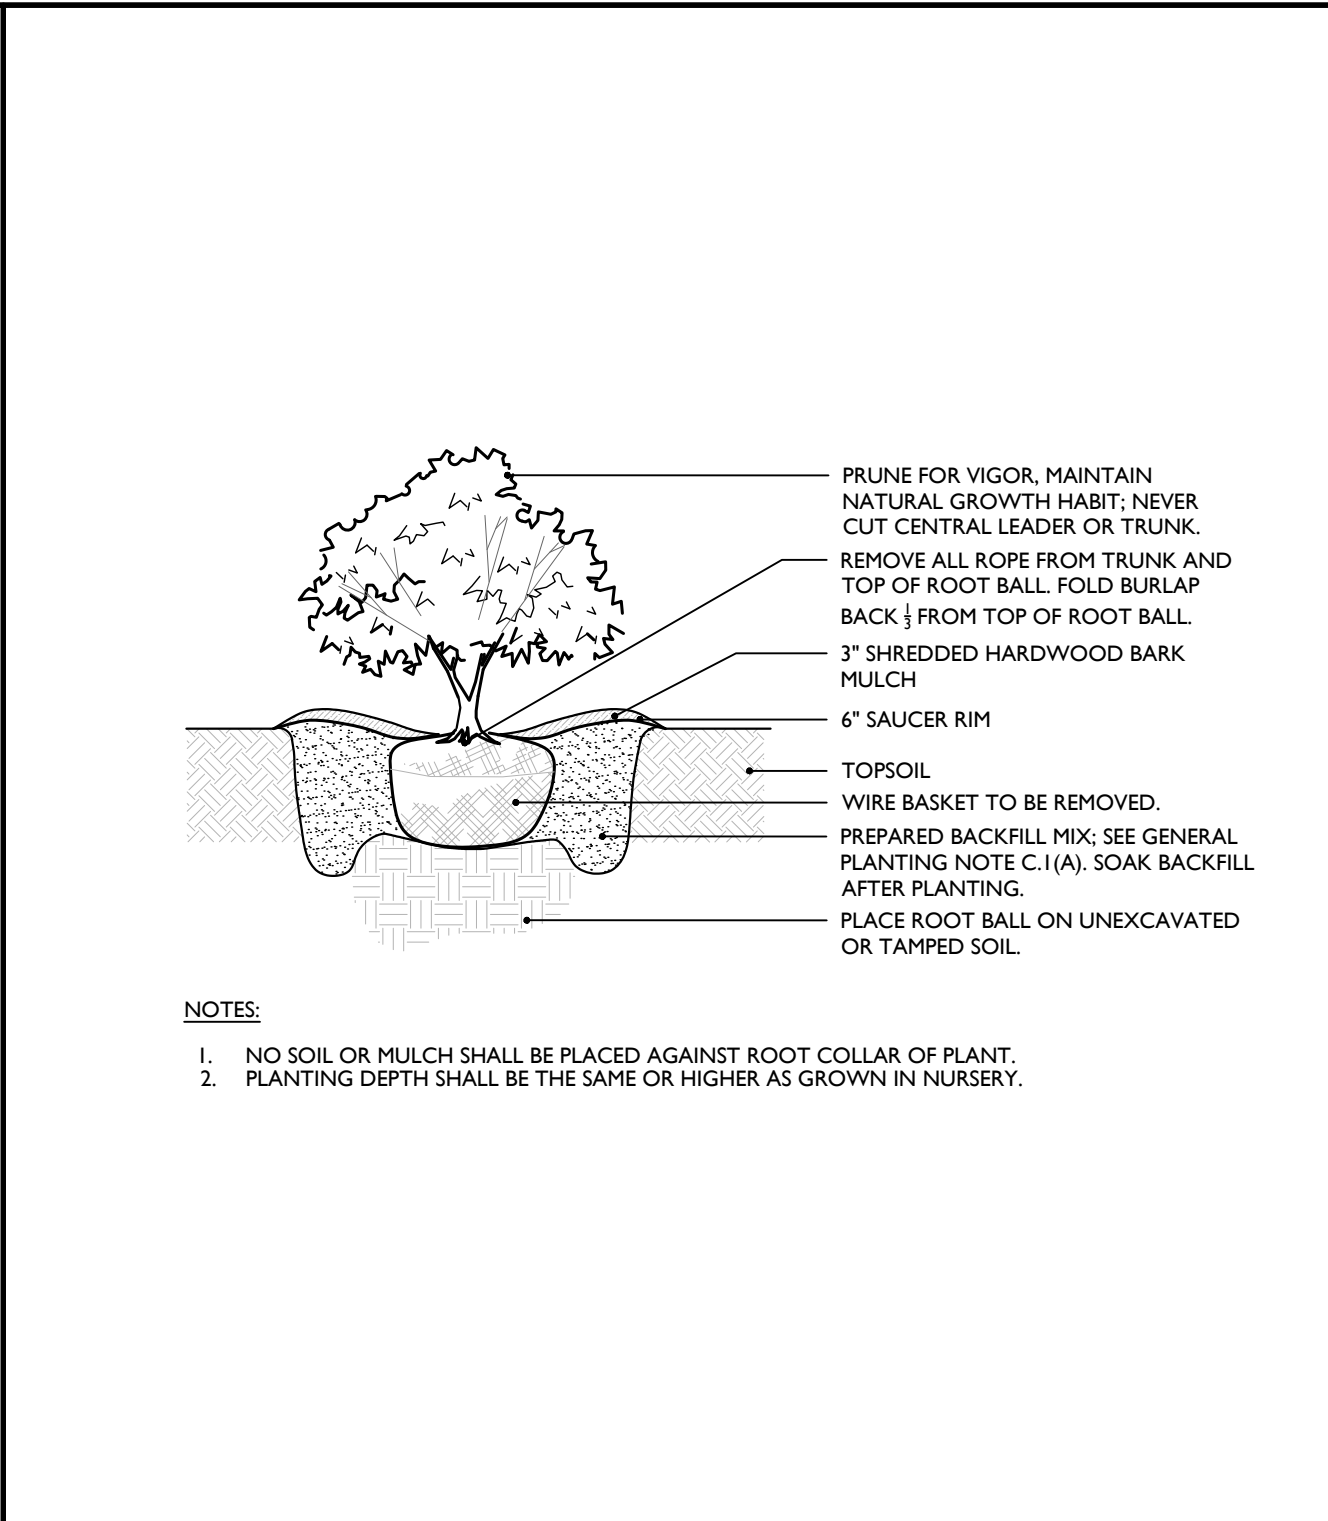 PRUNE FOR VIGOR, MAINTAIN
NATURAL GROWTH HABIT; NEVER
CUT CENTRAL LEADER OR TRUNK.
REMOVE ALL ROPE FROM TRUNK AND
TOP OF ROOT BALL. FOLD BURLAP
BACK 1/3 FROM TOP OF ROOT BALL.
3" SHREDDED HARDWOOD BARK
MULCH
6" SAUCER RIM
TOPSOIL
WIRE BASKET TO BE REMOVED.
PREPARED BACKFILL MIX; SEE GENERAL
PLANTING NOTE C.1(A). SOAK BACKFILL
AFTER PLANTING.
PLACE ROOT BALL ON UNEXCAVATED
OR TAMPED SOIL.
NOTES:
1. NO SOIL OR MULCH SHALL BE PLACED AGAINST ROOT COLLAR OF PLANT.
2. PLANTING DEPTH SHALL BE THE SAME OR HIGHER AS GROWN IN NURSERY.